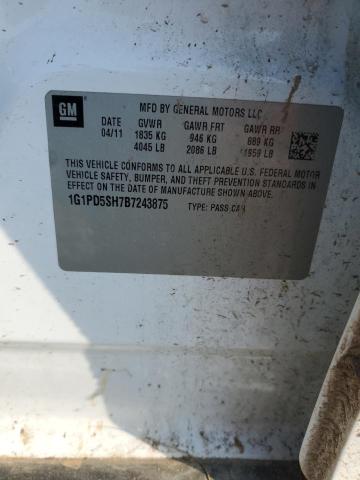 GM
MFD BY GENERAL MOTORS LLC
04/11 GVWR GAWR FRT GAWR RR
1835 KG 946 KG 889 KG
4045 LB 2086 LB 1959 LB
THIS VEHICLE CONFORMS TO ALL APPLICABLE U.S. FEDERAL MOTOR
VEHICLE SAFETY, BUMPER, AND THEFT PREVENTION STANDARDS
IN EFFECT ON THE DATE OF MANUFACTURE SHOWN ABOVE.
1G1PD5SH7B7243875 TYPE: PASS CAR